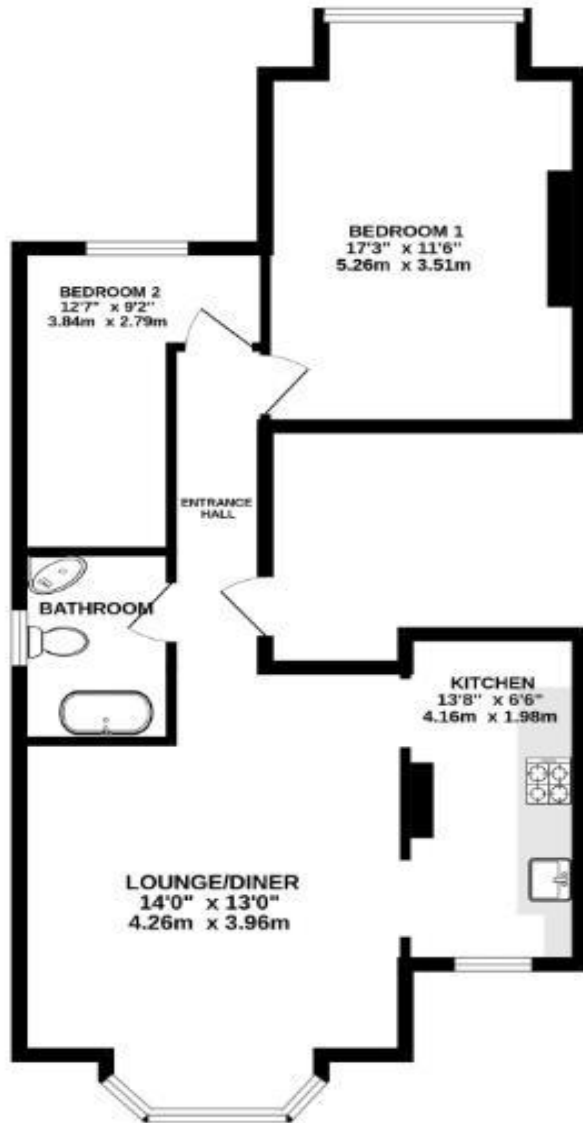 BEDROOM 1
17'3" x 11'6"
5.26m x 3.51m
BEDROOM 2
12'7" x 9'2"
3.84m x 2.79m
ENTRANCE
HALL
BATHROOM
KITCHEN
13'8" x 6'6"
4.16m x 1.98m
LOUNGE/DINER
14'0" x 13'0"
4.26m x 3.96m